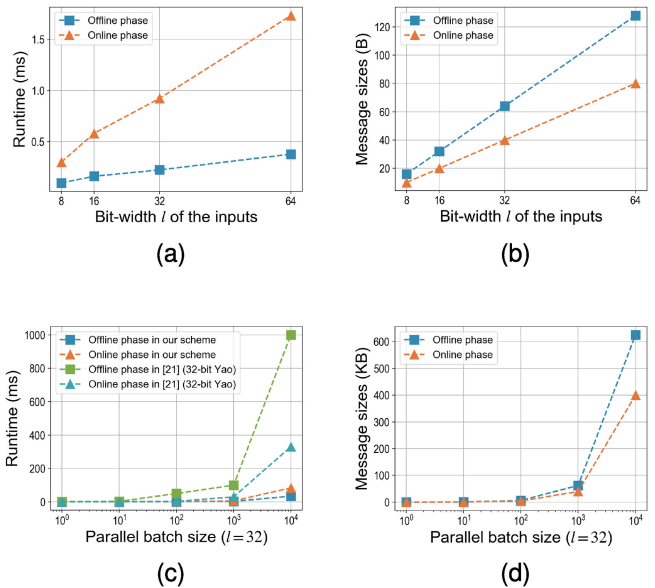 Offline phase
Online phase
Runtime (ms)
1.5
1.0
0.5
8
16
32
64
Bit-width l of the inputs
(a)
Offline phase
Online phase
Message sizes (B)
120
100
80
60
40
20
8
16
32
64
Bit-width l of the inputs
(b)
Offline phase in our scheme
Online phase in our scheme
Offline phase in [21] (32-bit Yao)
Online phase in [21] (32-bit Yao)
Runtime (ms)
1000
800
600
400
200
0
10⁰
10¹
10²
10³
10⁴
Parallel batch size (l = 32)
(c)
Offline phase
Online phase
Message sizes (KB)
600
500
400
300
200
100
0
10⁰
10¹
10²
10³
10⁴
Parallel batch size (l = 32)
(d)